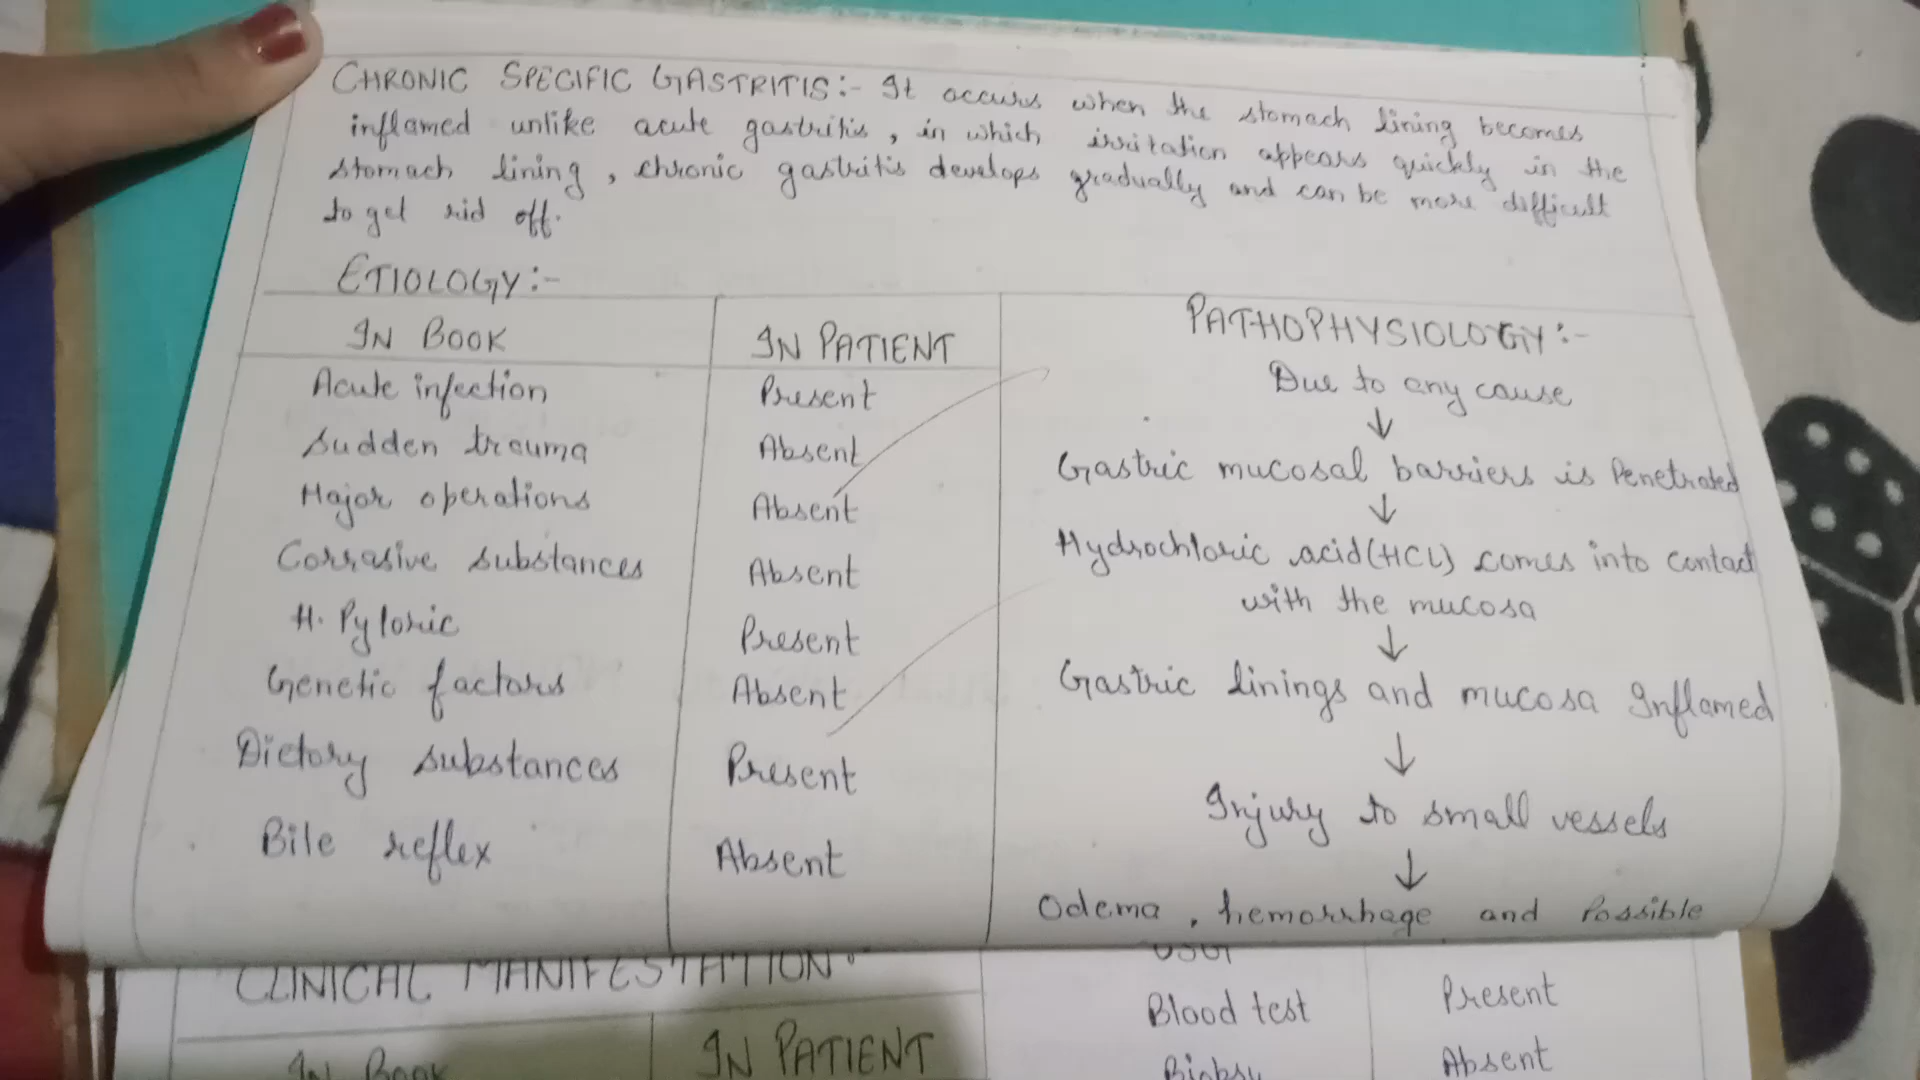 CHRONIC SPECIFIC GASTRITIS:- It occurs when the stomach lining becomes
inflamed unlike acute gastritis, in which irritation appears quickly in the
stomach lining, chronic gastritis develops gradually and can be more difficult
to get rid off.
ETIOLOGY:-
IN BOOK IN PATIENT
Acute infection Present
Sudden trauma Absent
Major operations Absent
Corrasive substances Absent
H. Pyloric Present
Genetic factors Absent
Dietory substances Present
Bile reflex Absent
PATHOPHYSIOLOGY:-
Due to any cause
↓
Gastric mucosal barriers is Penetrated
↓
Hydrochloric acid(HCL) comes into contact
with the mucosa
↓
Gastric linings and mucosa Inflamed
↓
Injury to small vessels
↓
Odema, hemorrhage and Possible
CLINICAL MANIFESTATION
In Book IN PATIENT
Blood test Present
Biopsy Absent